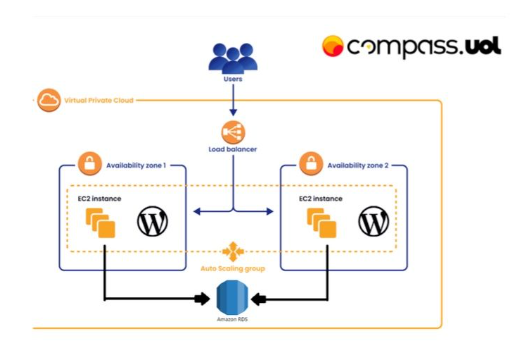 compass.uol
Users
Virtual Private Cloud
Load balancer
Availability zone 1
Availability zone 2
EC2 instance
EC2 instance
Auto Scaling group
Amazon RDS